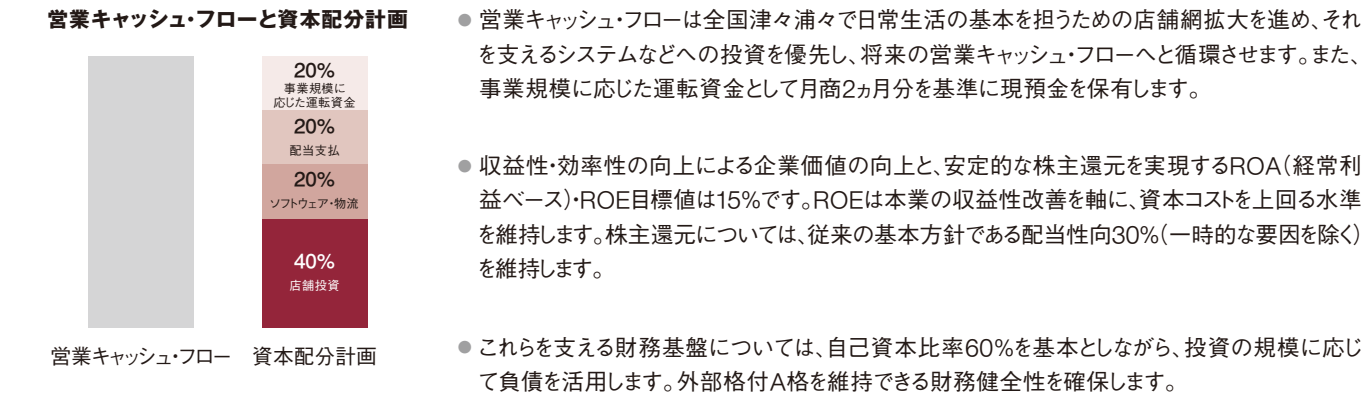 営業キャッシュ・フローと資本配分計画
20%
事業規模に
応じた運転資金
20%
配当支払
20%
ソフトウェア・物流
40%
店舗投資
営業キャッシュ・フロー
資本配分計画
● 営業キャッシュ・フローは全国津々浦々で日常生活の基本を担うための店舗網拡大を進め、それ
を支えるシステムなどへの投資を優先し、将来の営業キャッシュ・フローへと循環させます。また、
事業規模に応じた運転資金として月商2ヵ月分を基準に現預金を保有します。
● 収益性・効率性の向上による企業価値の向上と、安定的な株主還元を実現するROA（経常利
益ベース）・ROE目標値は15%です。ROEは本業の収益性改善を軸に、資本コストを上回る水準
を維持します。株主還元については、従来の基本方針である配当性向30%（一時的な要因を除く）
を維持します。
● これらを支える財務基盤については、自己資本比率60%を基本としながら、投資の規模に応じ
て負債を活用します。外部格付A格を維持できる財務健全性を確保します。